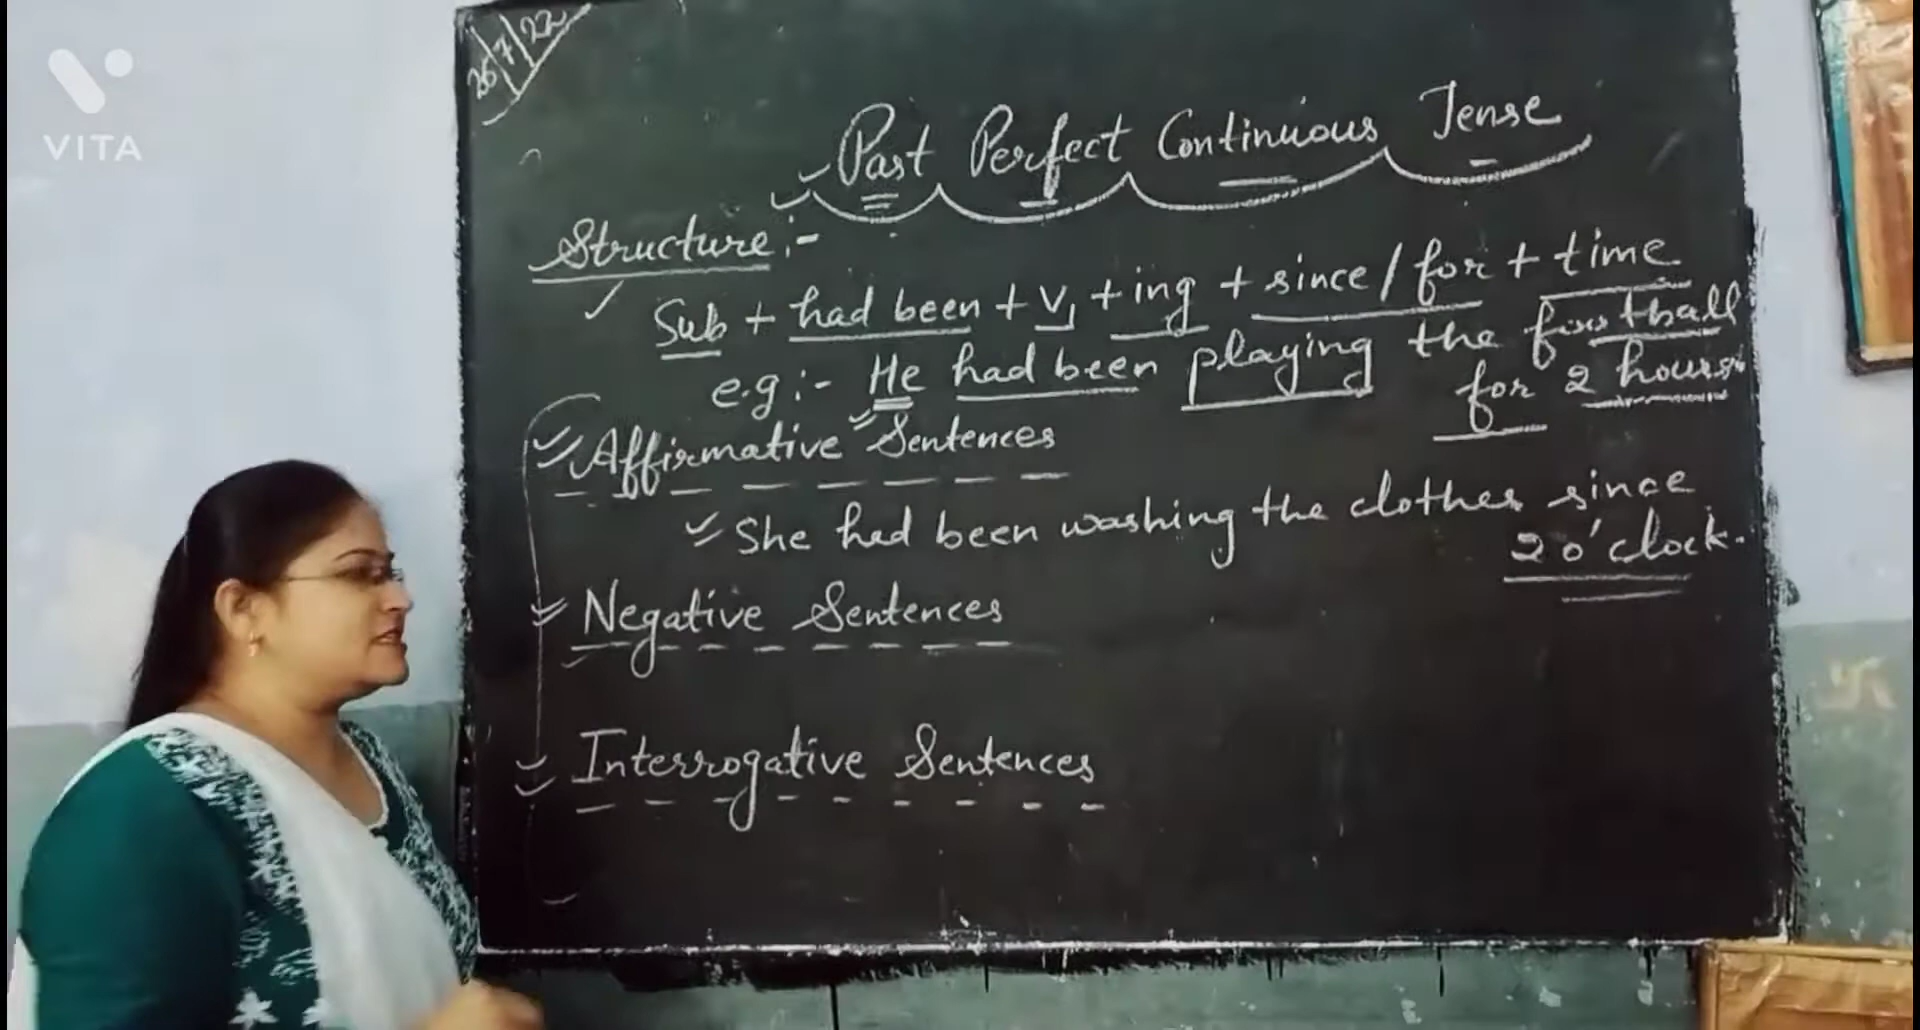 VITA
26/7/22
Past Perfect Continuous Tense
Structure:-
Sub + had been + V1 + ing + since / for + time
e.g:- He had been playing the football
for 2 hours.
Affirmative Sentences
She had been washing the clothes since
2 o'clock.
Negative Sentences
Interrogative Sentences